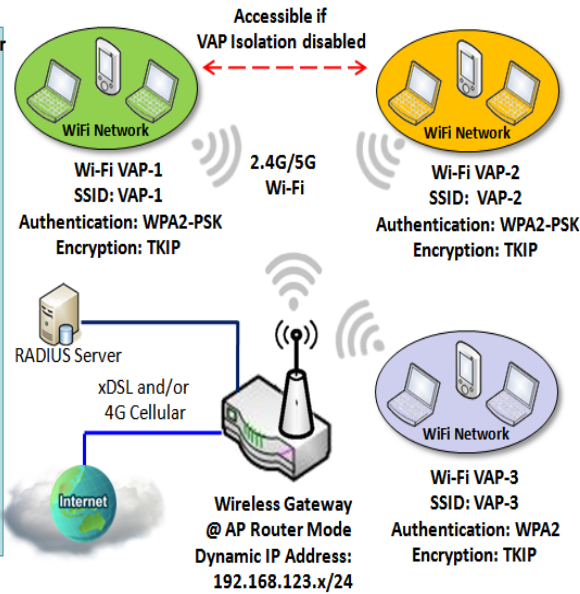 Accessible if
VAP Isolation disabled
r
WiFi Network
WiFi Network
Wi-Fi VAP-1
SSID: VAP-1
Authentication: WPA2-PSK
Encryption: TKIP
2.4G/5G
Wi-Fi
Wi-Fi VAP-2
SSID: VAP-2
Authentication: WPA2-PSK
Encryption: TKIP
RADIUS Server
xDSL and/or
4G Cellular
WiFi Network
Internet
Wireless Gateway
@ AP Router Mode
Dynamic IP Address:
192.168.123.x/24
Wi-Fi VAP-3
SSID: VAP-3
Authentication: WPA2
Encryption: TKIP